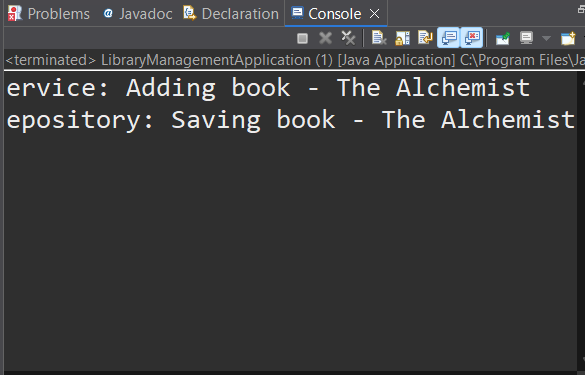 Problems Javadoc Declaration Console
<terminated> LibraryManagementApplication (1) [Java Application] C:\Program Files\Ja
ervice: Adding book - The Alchemist
epository: Saving book - The Alchemist